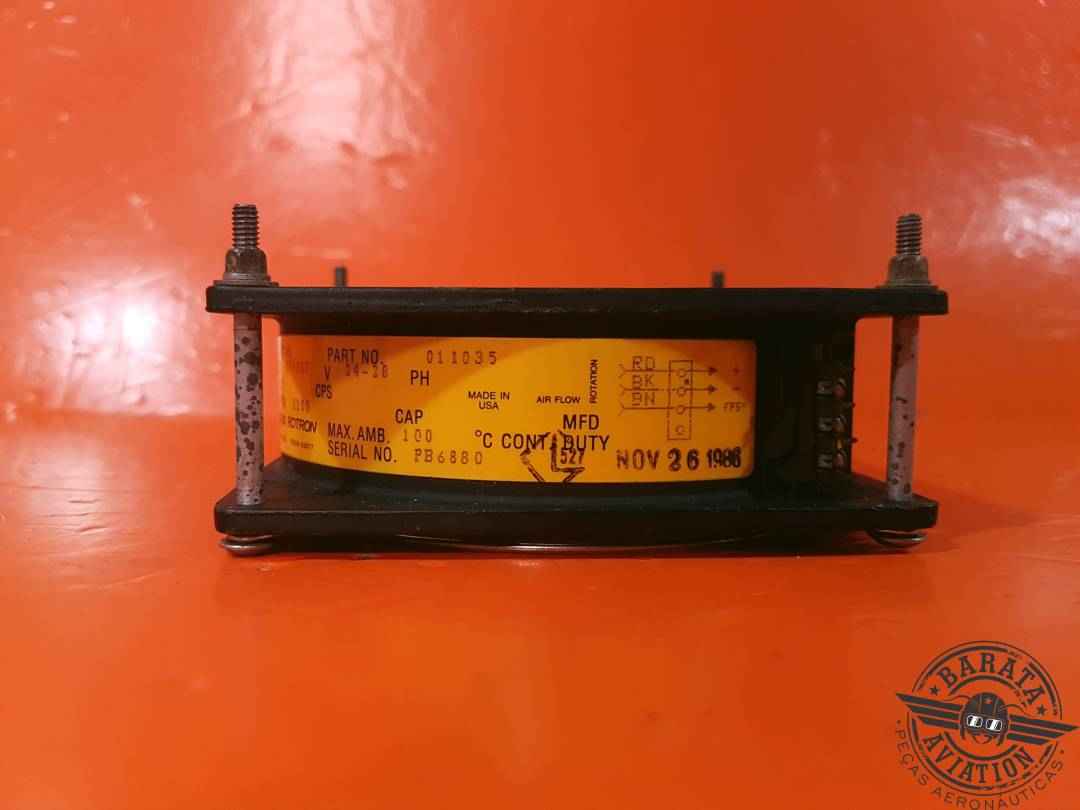 PART NO. 011035
V 14-28 PH
CPS
MADE IN
USA
AIR FLOW
ROTATION
RD +
BK -
BN
CAP MFD
ROTRON
MAX. AMB. 100 °C CONT. DUTY
SERIAL NO. PB6880
527
NOV 26 1986
BARATA
AVIATION
PEÇAS AERONÁUTICAS